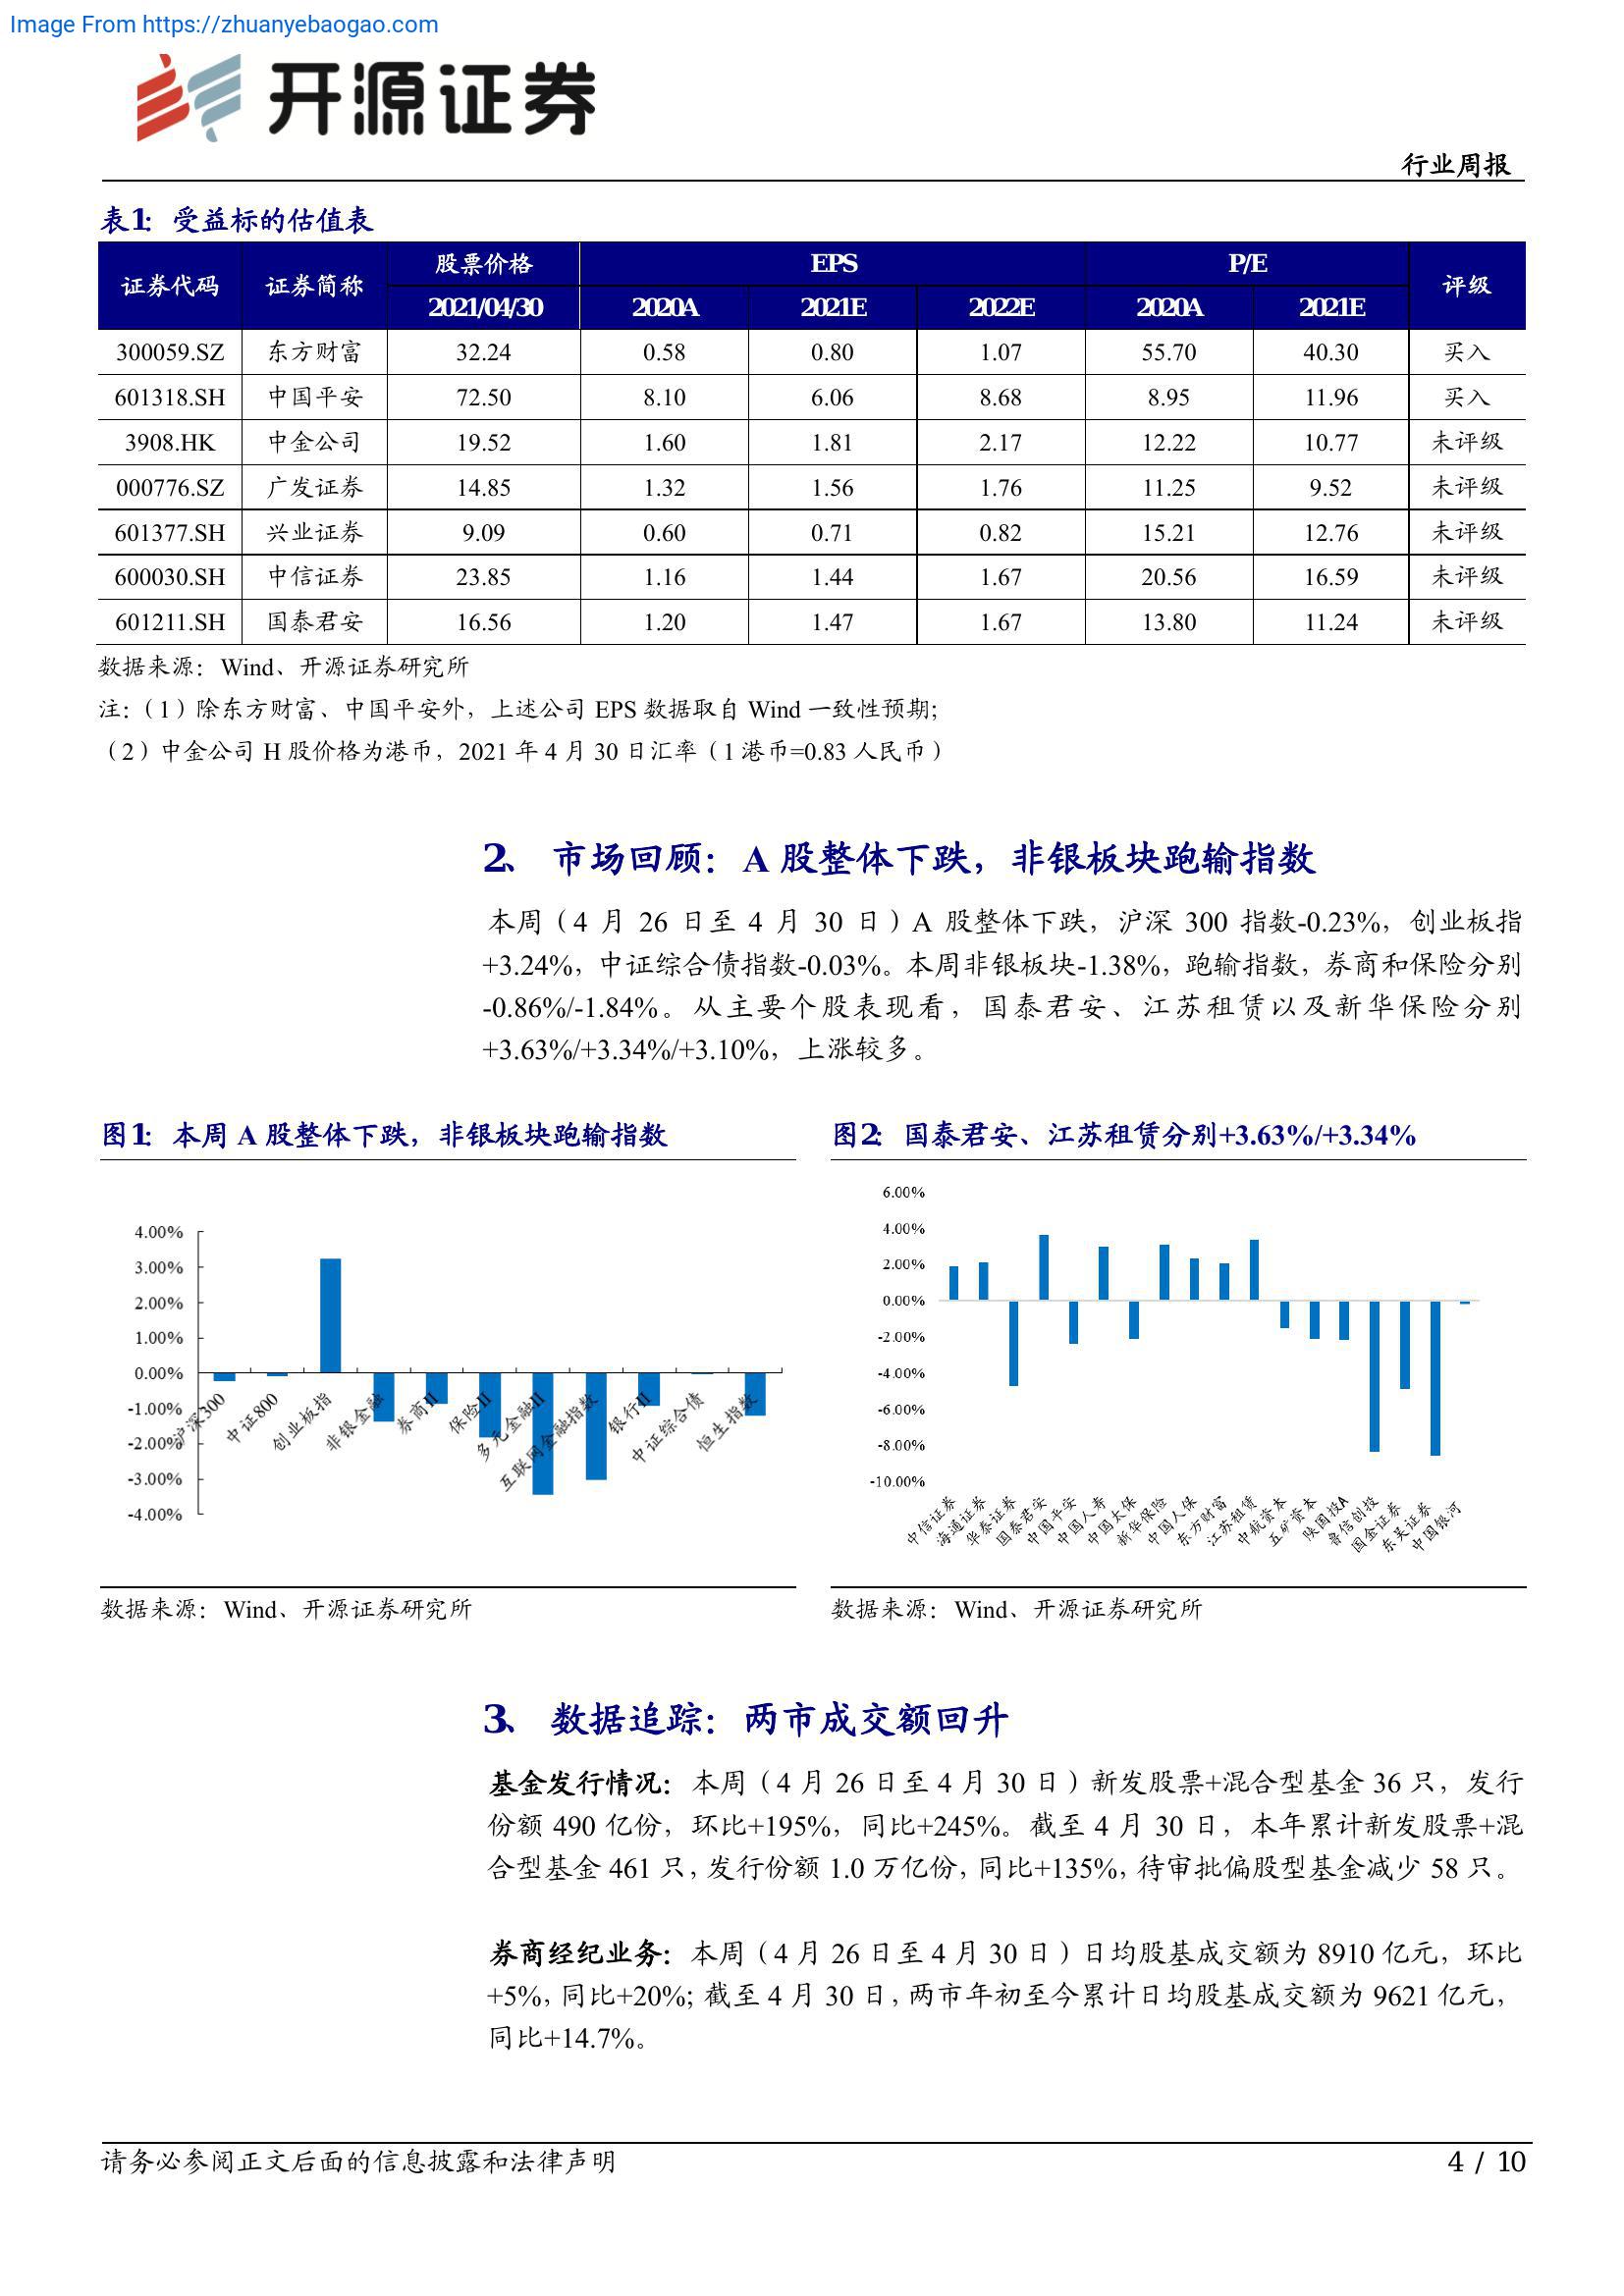 Image From https://zhuanyebaogao.com
开源证券
行业周报
表1：受益标的估值表
证券代码 证券简称 股票价格 EPS P/E 评级
2021/04/30 2020A 2021E 2022E 2020A 2021E
300059.SZ 东方财富 32.24 0.58 0.80 1.07 55.70 40.30 买入
601318.SH 中国平安 72.50 8.10 6.06 8.68 8.95 11.96 买入
3908.HK 中金公司 19.52 1.60 1.81 2.17 12.22 10.77 未评级
000776.SZ 广发证券 14.85 1.32 1.56 1.76 11.25 9.52 未评级
601377.SH 兴业证券 9.09 0.60 0.71 0.82 15.21 12.76 未评级
600030.SH 中信证券 23.85 1.16 1.44 1.67 20.56 16.59 未评级
601211.SH 国泰君安 16.56 1.20 1.47 1.67 13.80 11.24 未评级
数据来源：Wind、开源证券研究所
注：（1）除东方财富、中国平安外，上述公司 EPS 数据取自 Wind 一致性预期；
（2）中金公司 H 股价格为港币，2021 年 4 月 30 日汇率（1 港币=0.83 人民币）
2、 市场回顾：A 股整体下跌，非银板块跑输指数
本周（4 月 26 日至 4 月 30 日）A 股整体下跌，沪深 300 指数-0.23%，创业板指
+3.24%，中证综合债指数-0.03%。本周非银板块-1.38%，跑输指数，券商和保险分别
-0.86%/-1.84%。从主要个股表现看，国泰君安、江苏租赁以及新华保险分别
+3.63%/+3.34%/+3.10%，上涨较多。
图1：本周 A 股整体下跌，非银板块跑输指数
4.00%
3.00%
2.00%
1.00%
0.00%
-1.00%
-2.00%
-3.00%
-4.00%
沪深300 中证800 创业板指 非银金融 券商II 保险II 多元金融II 互联网金融指数 银行II 中证综合债 恒生指数
数据来源：Wind、开源证券研究所
图2：国泰君安、江苏租赁分别+3.63%/+3.34%
6.00%
4.00%
2.00%
0.00%
-2.00%
-4.00%
-6.00%
-8.00%
-10.00%
中信证券 海通证券 华泰证券 国泰君安 中国平安 中国人寿 中国太保 新华保险 中国人保 东方财富 江苏租赁 中航资本 五矿资本 陕国投A 鲁信创投 国金证券 东吴证券 中国银河
数据来源：Wind、开源证券研究所
3、 数据追踪：两市成交额回升
基金发行情况：本周（4 月 26 日至 4 月 30 日）新发股票+混合型基金 36 只，发行
份额 490 亿份，环比+195%，同比+245%。截至 4 月 30 日，本年累计新发股票+混
合型基金 461 只，发行份额 1.0 万亿份，同比+135%，待审批偏股型基金减少 58 只。
券商经纪业务：本周（4 月 26 日至 4 月 30 日）日均股基成交额为 8910 亿元，环比
+5%，同比+20%；截至 4 月 30 日，两市年初至今累计日均股基成交额为 9621 亿元，
同比+14.7%。
请务必参阅正文后面的信息披露和法律声明
4 / 10